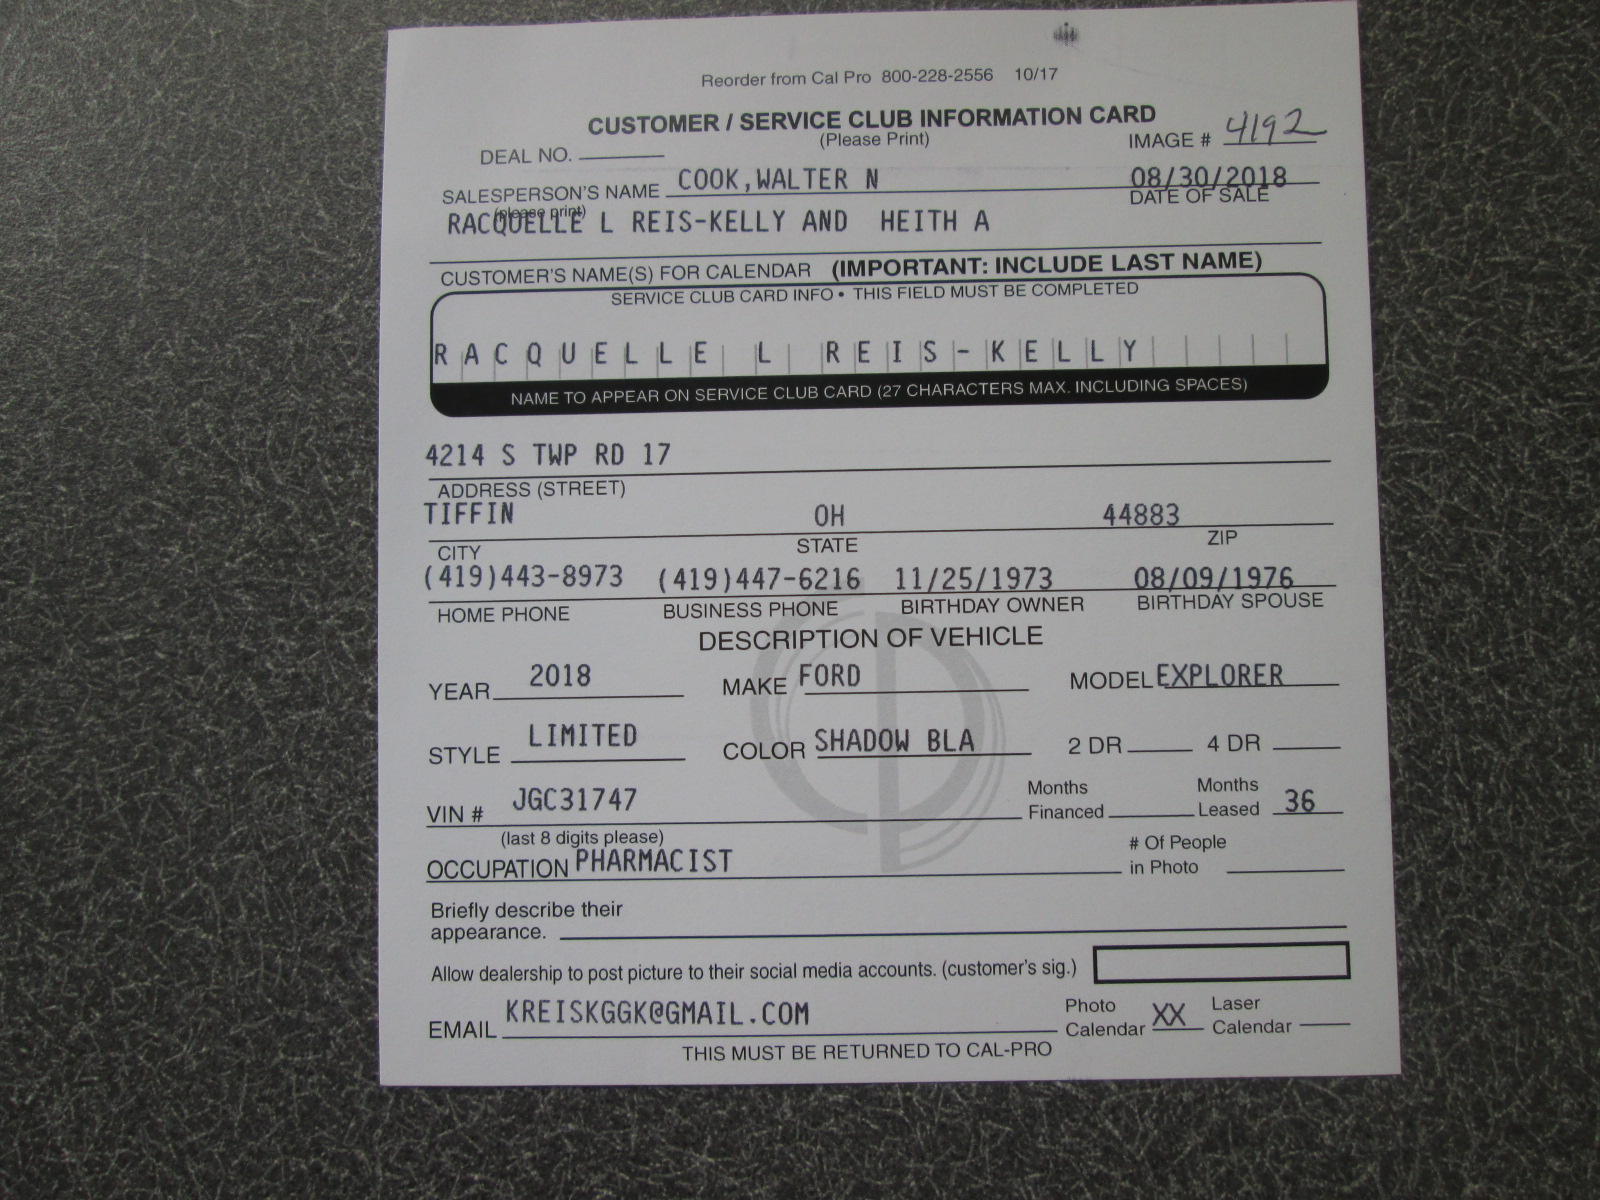 Reorder from Cal Pro 800-228-2556 10/17
CUSTOMER / SERVICE CLUB INFORMATION CARD
(Please Print)
IMAGE # 4192
DEAL NO.
SALESPERSON'S NAME COOK,WALTER N 08/30/2018
(please print) DATE OF SALE
RACQUELLE L REIS-KELLY AND HEITH A
CUSTOMER'S NAME(S) FOR CALENDAR (IMPORTANT: INCLUDE LAST NAME)
SERVICE CLUB CARD INFO • THIS FIELD MUST BE COMPLETED
RACQUELLE L REIS-KELLY
NAME TO APPEAR ON SERVICE CLUB CARD (27 CHARACTERS MAX. INCLUDING SPACES)
4214 S TWP RD 17
ADDRESS (STREET)
TIFFIN OH 44883
CITY STATE ZIP
(419)443-8973 (419)447-6216 11/25/1973 08/09/1976
HOME PHONE BUSINESS PHONE BIRTHDAY OWNER BIRTHDAY SPOUSE
DESCRIPTION OF VEHICLE
YEAR 2018 MAKE FORD MODEL EXPLORER
STYLE LIMITED COLOR SHADOW BLA 2 DR 4 DR
VIN # JGC31747 Months Financed Months Leased 36
(last 8 digits please)
OCCUPATION PHARMACIST # Of People in Photo
Briefly describe their
appearance.
Allow dealership to post picture to their social media accounts. (customer's sig.)
EMAIL KREISKGGK@GMAIL.COM Photo Calendar XX Laser Calendar
THIS MUST BE RETURNED TO CAL-PRO